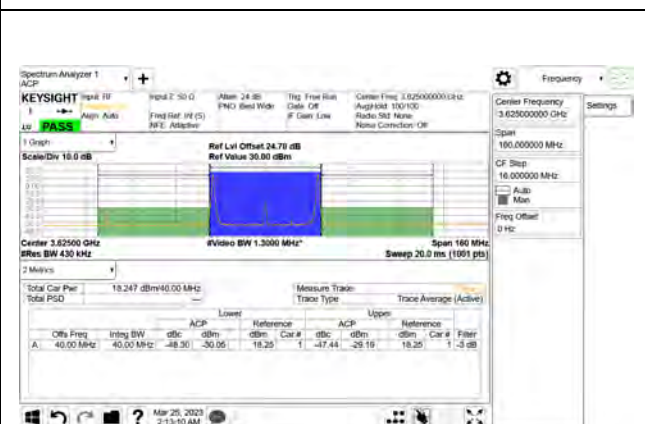 Spectrum Analyzer 1
ACP
+
Frequency
KEYSIGHT
Input: RF
Input Z: 50 Ω
Atten: 24 dB
Trig: Free Run
Center Freq: 3.625000000 GHz
PNO: Best Wide
Gate: Off
Avg|Hold: 100/100
Align: Auto
Freq Ref: Int (S)
IF Gain: Low
Radio Std: None
LU
PASS
NFE: Adaptive
Noise Correction: Off
Center Frequency
3.625000000 GHz
Settings
Span
160.000000 MHz
CF Step
16.000000 MHz
Auto
Man
Freq Offset
0 Hz
1 Graph
Scale/Div 10.0 dB
Ref Lvl Offset 24.70 dB
Ref Value 30.00 dBm
Center 3.62500 GHz
#Video BW 1.3000 MHz*
Span 160 MHz
#Res BW 430 kHz
Sweep 20.0 ms (1001 pts)
2 Metrics
Total Car Pwr 18.247 dBm/40.00 MHz
Measure Trace
Total PSD ---
Trace Type Trace Average (Active)
Lower Upper
ACP Reference ACP Reference
Offs Freq Integ BW dBc dBm dBm Car # dBc dBm dBm Car # Filter
A 40.00 MHz 40.00 MHz -48.30 -30.05 18.25 1 -47.44 -29.19 18.25 1 -3 dB
?
Mar 25, 2023
2:13:10 AM